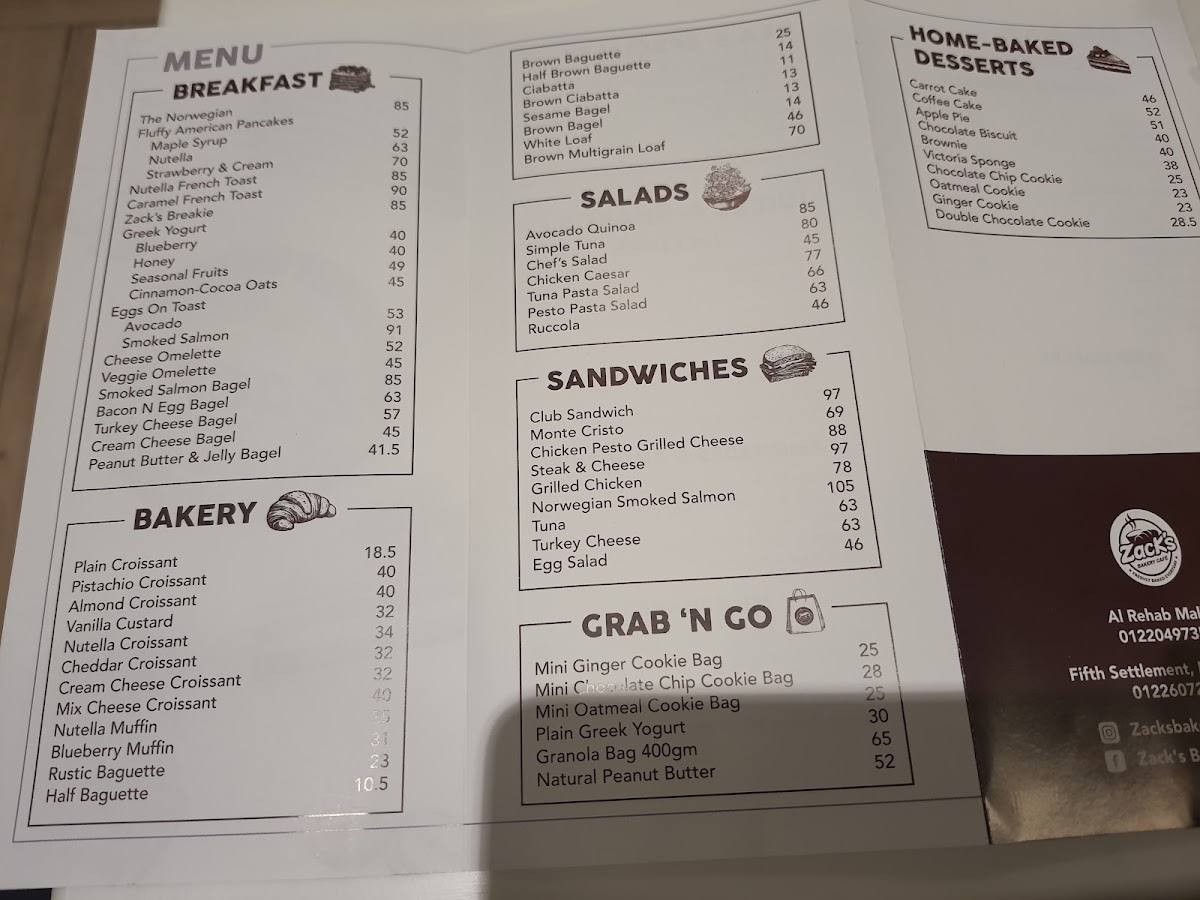 MENU
BREAKFAST
The Norwegian 85
Fluffy American Pancakes
Maple Syrup 52
Nutella 63
Strawberry & Cream 70
Nutella French Toast 85
Caramel French Toast 90
Zack's Breakie 85
Greek Yogurt
Blueberry 40
Honey 40
Seasonal Fruits 49
Cinnamon-Cocoa Oats 45
Eggs On Toast
Avocado 53
Smoked Salmon 91
Cheese Omelette 52
Veggie Omelette 45
Smoked Salmon Bagel 85
Bacon N Egg Bagel 63
Turkey Cheese Bagel 57
Cream Cheese Bagel 45
Peanut Butter & Jelly Bagel 41.5
BAKERY
Plain Croissant 18.5
Pistachio Croissant 40
Almond Croissant 40
Vanilla Custard 32
Nutella Croissant 34
Cheddar Croissant 32
Cream Cheese Croissant 32
Mix Cheese Croissant 40
Nutella Muffin 35
Blueberry Muffin 31
Rustic Baguette 23
Half Baguette 10.5
Brown Baguette 25
Half Brown Baguette 14
Ciabatta 11
Brown Ciabatta 13
Sesame Bagel 13
Brown Bagel 14
White Loaf 46
Brown Multigrain Loaf 70
SALADS
Avocado Quinoa 85
Simple Tuna 80
Chef's Salad 45
Chicken Caesar 77
Tuna Pasta Salad 66
Pesto Pasta Salad 63
Ruccola 46
SANDWICHES
Club Sandwich 97
Monte Cristo 69
Chicken Pesto Grilled Cheese 88
Steak & Cheese 97
Grilled Chicken 78
Norwegian Smoked Salmon 105
Tuna 63
Turkey Cheese 63
Egg Salad 46
GRAB 'N GO
Mini Ginger Cookie Bag 25
Mini Chocolate Chip Cookie Bag 28
Mini Oatmeal Cookie Bag 25
Plain Greek Yogurt 30
Granola Bag 400gm 65
Natural Peanut Butter 52
HOME-BAKED
DESSERTS
Carrot Cake 46
Coffee Cake 52
Apple Pie 51
Chocolate Biscuit 40
Brownie 40
Victoria Sponge 38
Chocolate Chip Cookie 25
Oatmeal Cookie 23
Ginger Cookie 23
Double Chocolate Cookie 28.5
Zack's
BAKERY CAFE
Al Rehab Mal
012204973
Fifth Settlement,
01226072
Zacksbak
Zack's B